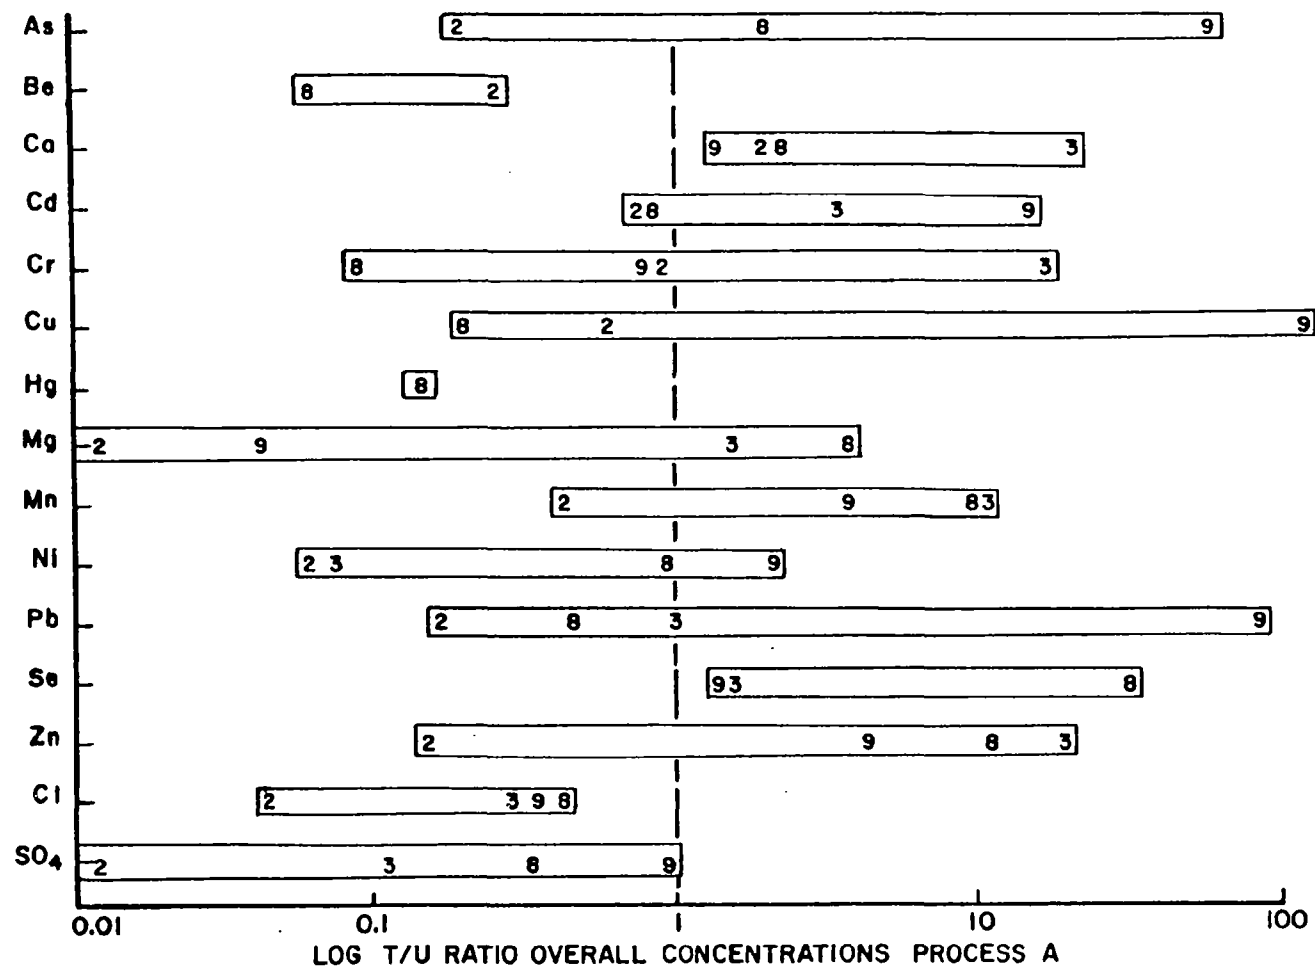 As 2 8 9
Be 8 2
Ca 9 2 8 3
Cd 2 8 3 9
Cr 8 9 2 3
Cu 8 2 9
Hg 8
Mg 2 9 3 8
Mn 2 9 8 3
Ni 2 3 8 9
Pb 2 8 3 9
Se 9 3 8
Zn 2 9 8 3
Cl 2 3 9 8
SO4 2 3 8 9
0.01 0.1 1 10 100
LOG T/U RATIO OVERALL CONCENTRATIONS PROCESS A